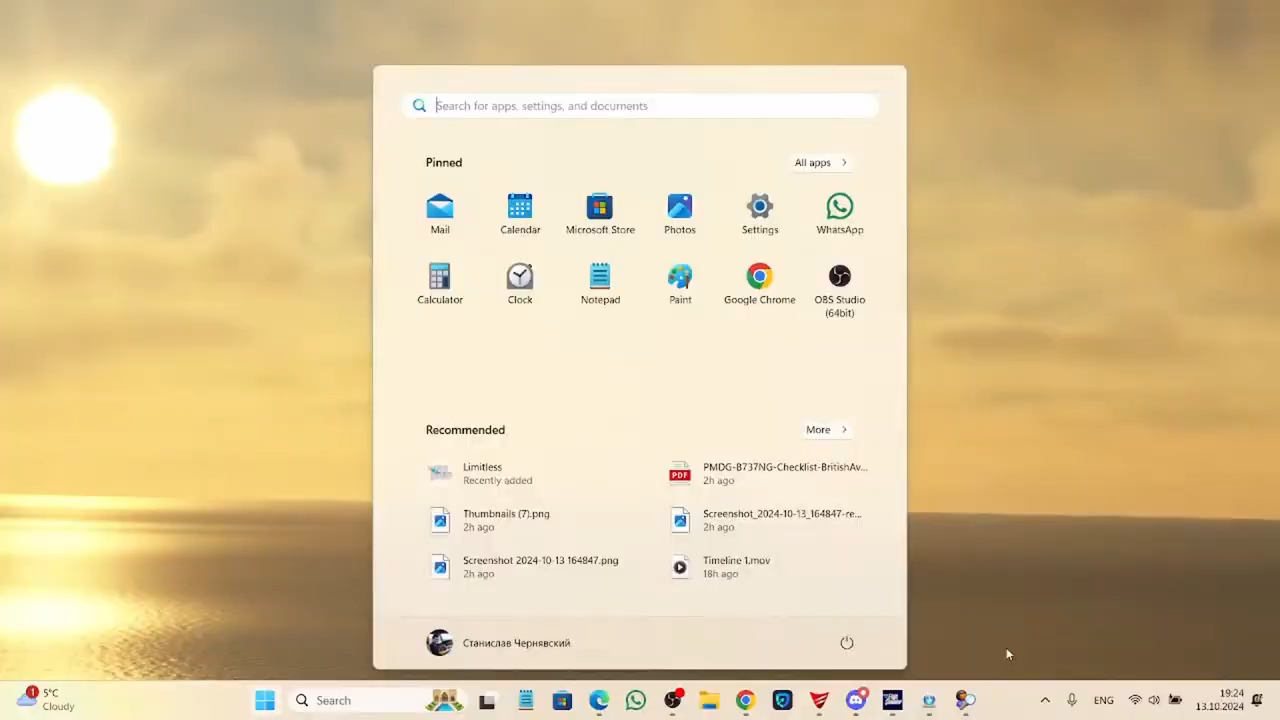 Search for apps, settings, and documents
Pinned
All apps
Mail
Calendar
Microsoft Store
Photos
Settings
WhatsApp
Calculator
Clock
Notepad
Paint
Google Chrome
OBS Studio
(64bit)
Recommended
More
Limitless
Recently added
PMDG-B737NG-Checklist-BritishAv...
2h ago
Thumbnails (7).png
2h ago
Screenshot_2024-10-13_164847-re...
2h ago
Screenshot 2024-10-13 164847.png
2h ago
Timeline 1.mov
18h ago
Станислав Чернявский
1
5°C
Cloudy
Search
ENG
19:24
13.10.2024